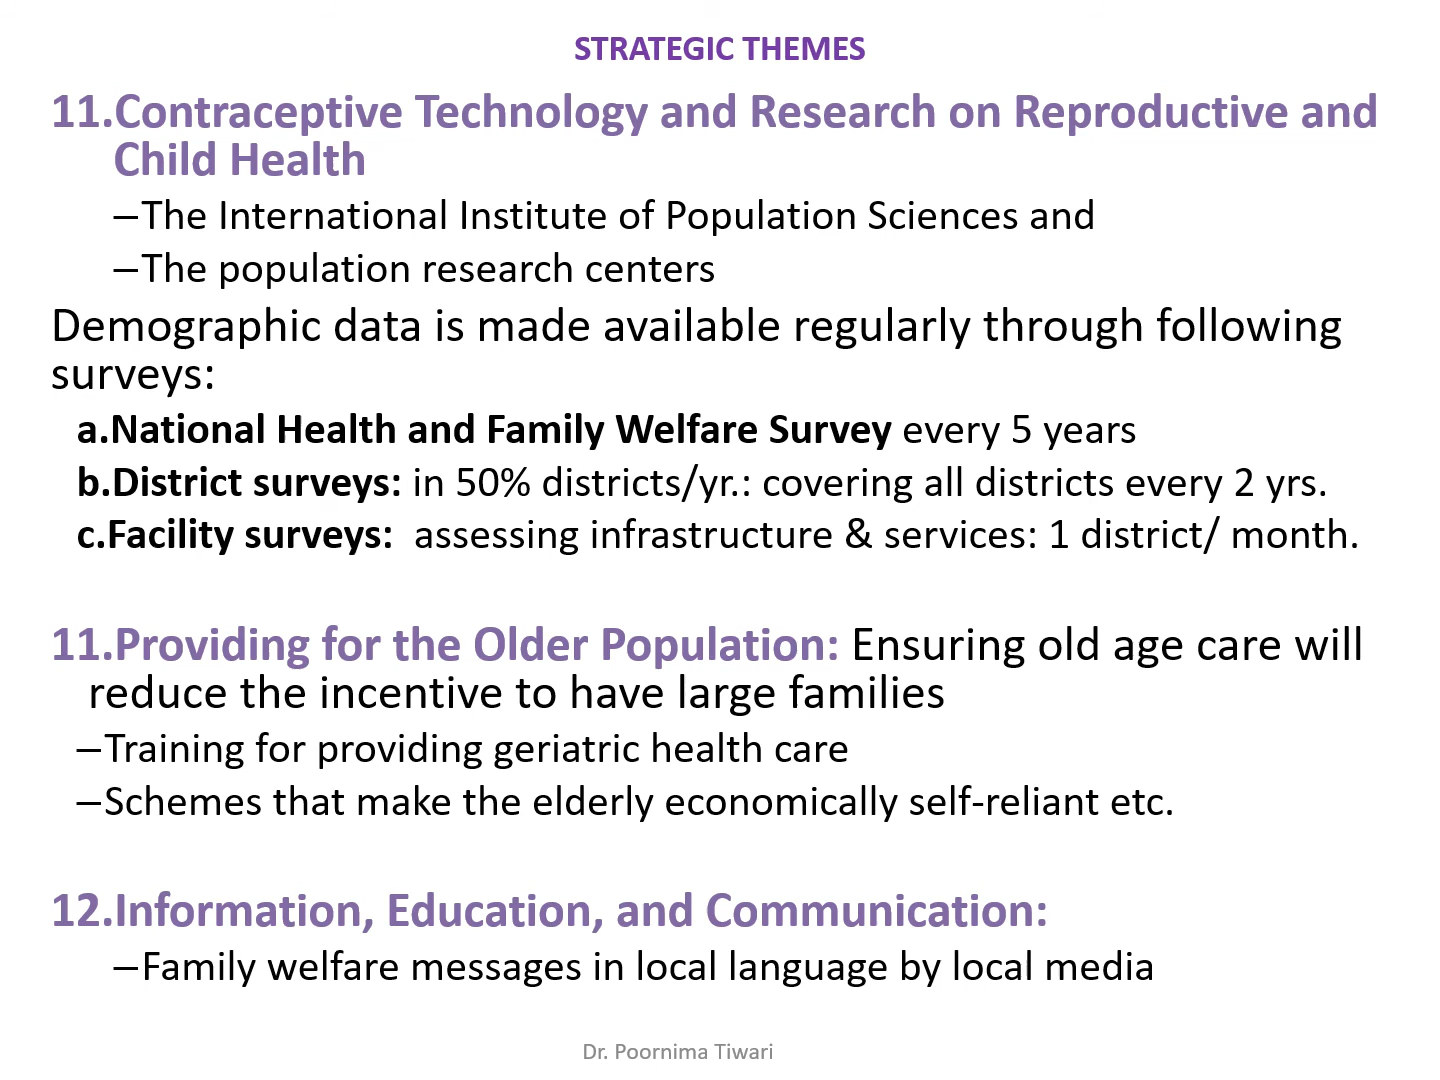 STRATEGIC THEMES
11.Contraceptive Technology and Research on Reproductive and
Child Health
–The International Institute of Population Sciences and
–The population research centers
Demographic data is made available regularly through following
surveys:
a.National Health and Family Welfare Survey every 5 years
b.District surveys: in 50% districts/yr.: covering all districts every 2 yrs.
c.Facility surveys: assessing infrastructure & services: 1 district/ month.
11.Providing for the Older Population: Ensuring old age care will
reduce the incentive to have large families
–Training for providing geriatric health care
–Schemes that make the elderly economically self-reliant etc.
12.Information, Education, and Communication:
–Family welfare messages in local language by local media
Dr. Poornima Tiwari